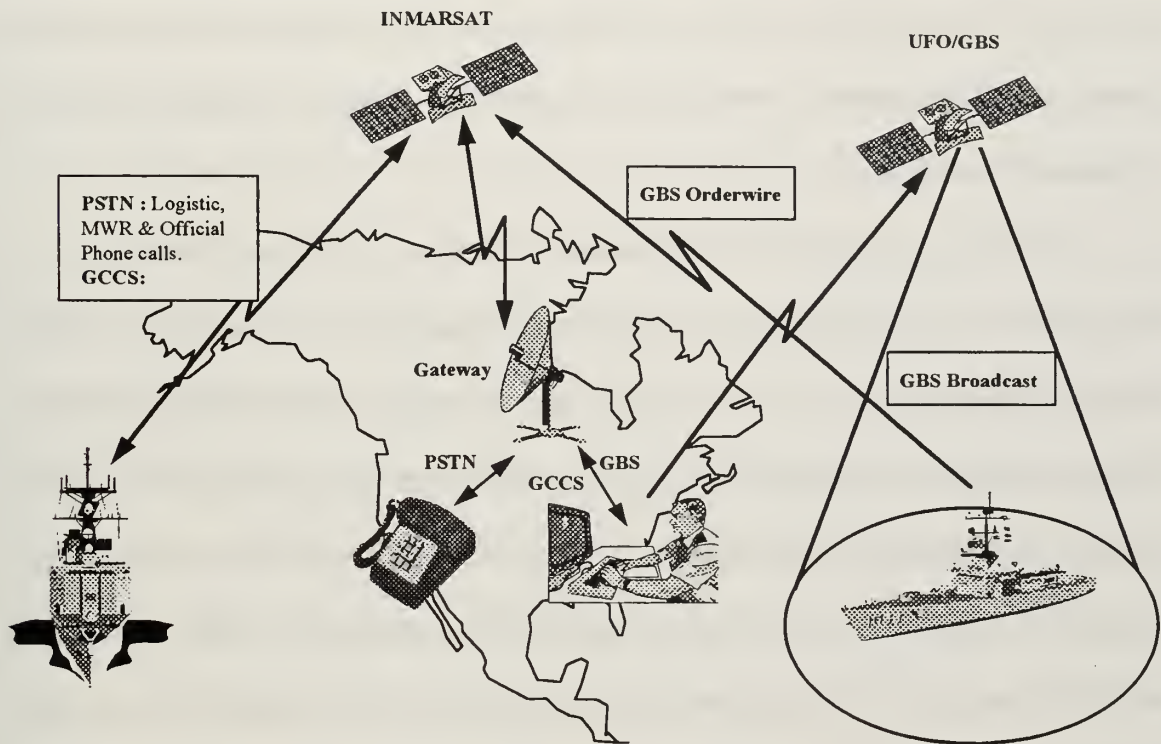 INMARSAT
UFO/GBS
PSTN : Logistic,
MWR & Official
Phone calls.
GCCS:
GBS Orderwire
GBS Broadcast
Gateway
PSTN
GBS
GCCS